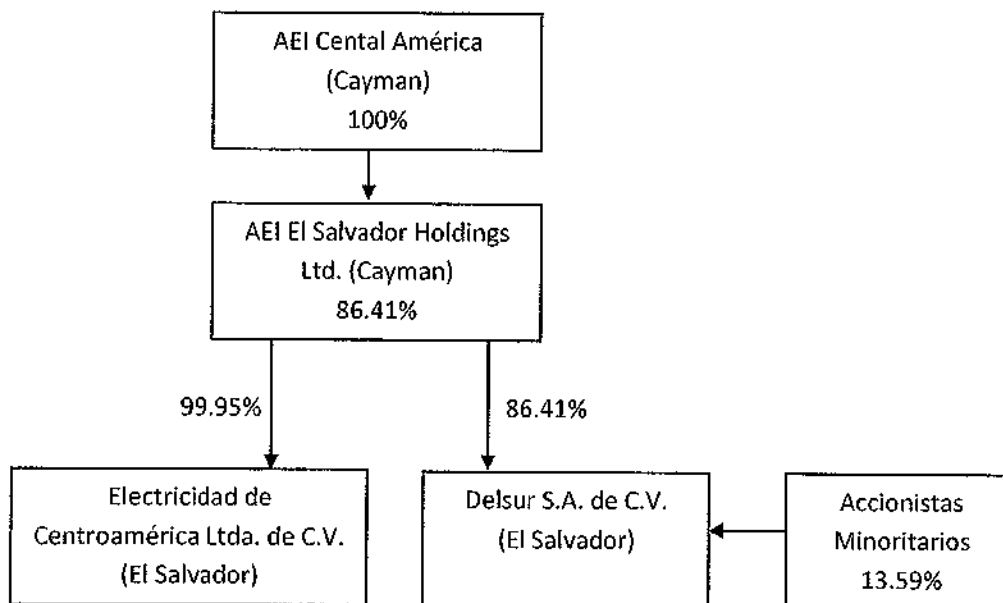 AEI Cental América
(Cayman)
100%
AEI El Salvador Holdings
Ltd. (Cayman)
86.41%
99.95%
86.41%
Electricidad de
Centroamérica Ltda. de C.V.
(El Salvador)
Delsur S.A. de C.V.
(El Salvador)
Accionistas
Minoritarios
13.59%